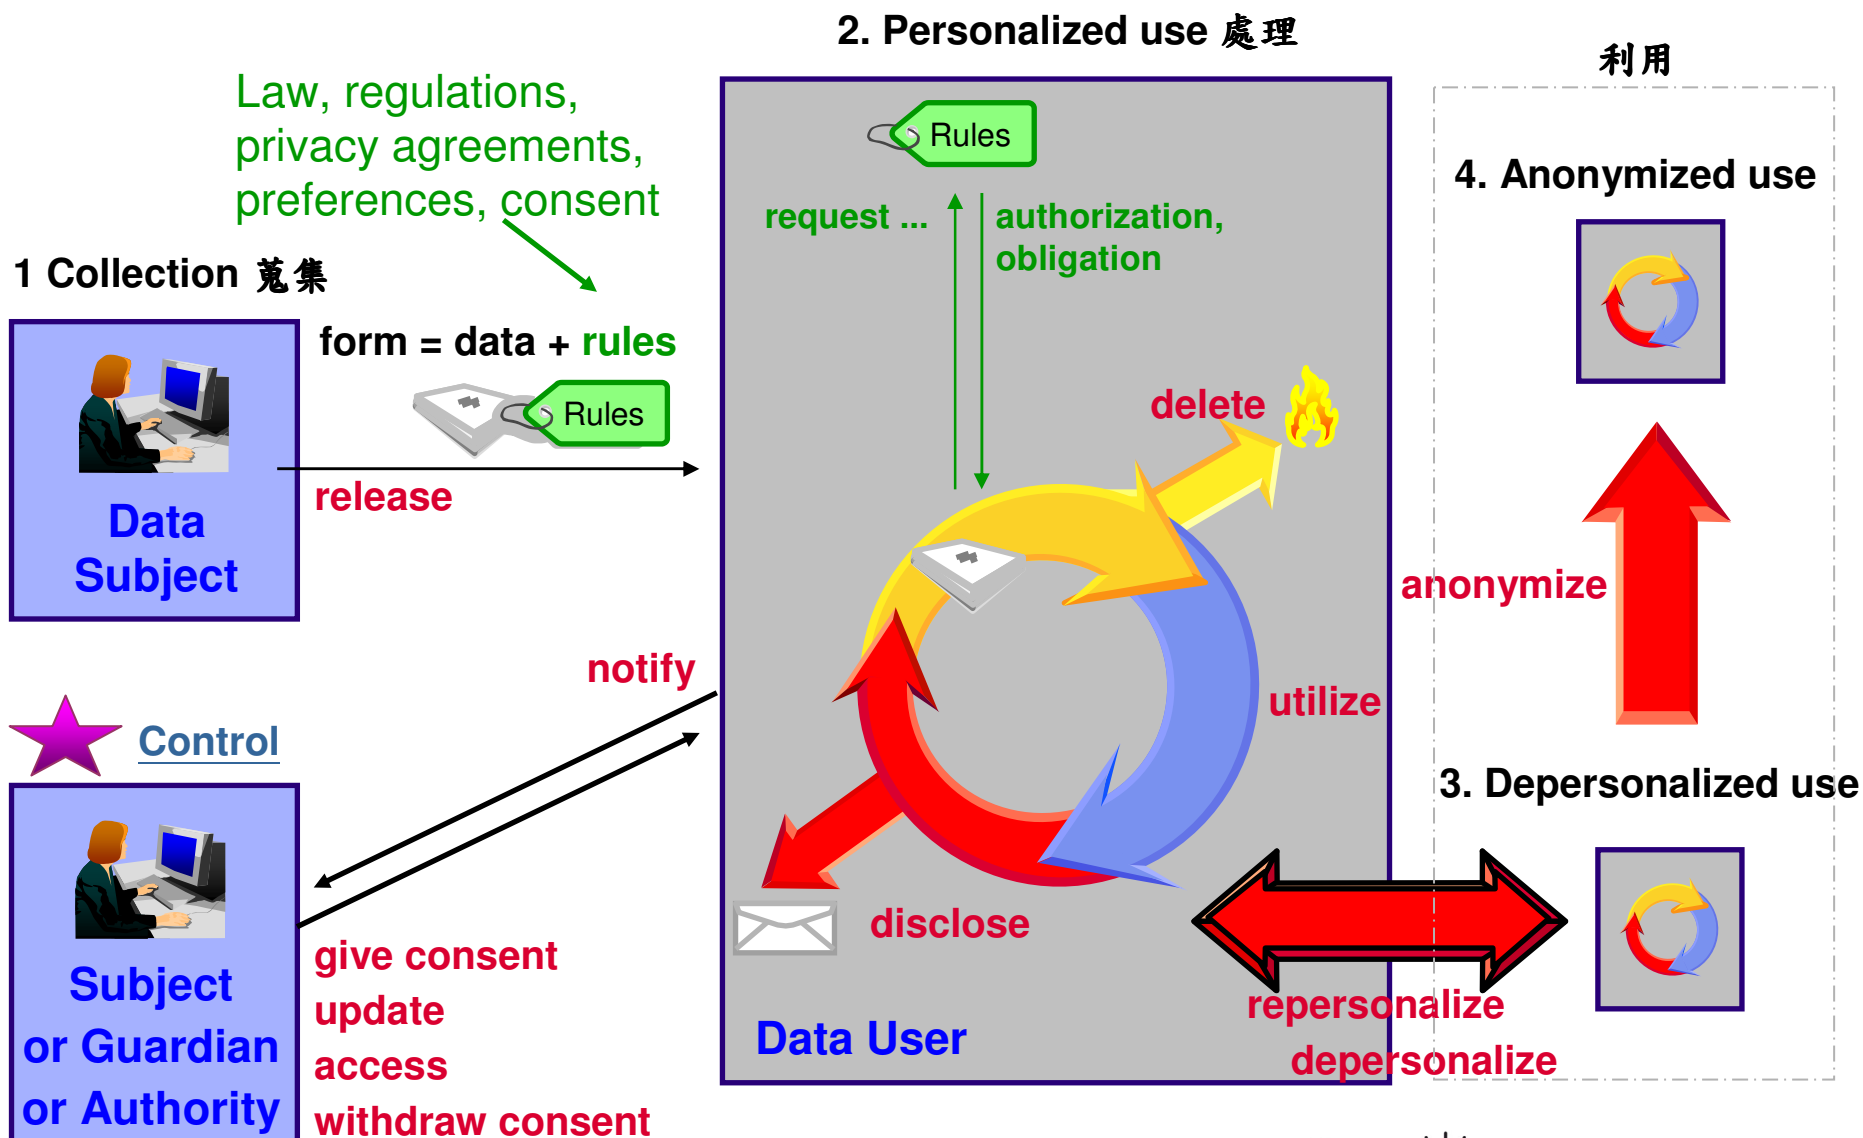 2. Personalized use 處理
利用
Law, regulations,
privacy agreements,
preferences, consent
Rules
4. Anonymized use
request ...
authorization,
obligation
1 Collection 蒐集
form = data + rules
Rules
delete
release
Data
Subject
anonymize
notify
utilize
Control
3. Depersonalized use
disclose
give consent
Subject
update
or Guardian
access
or Authority
withdraw consent
Data User
repersonalize
depersonalize